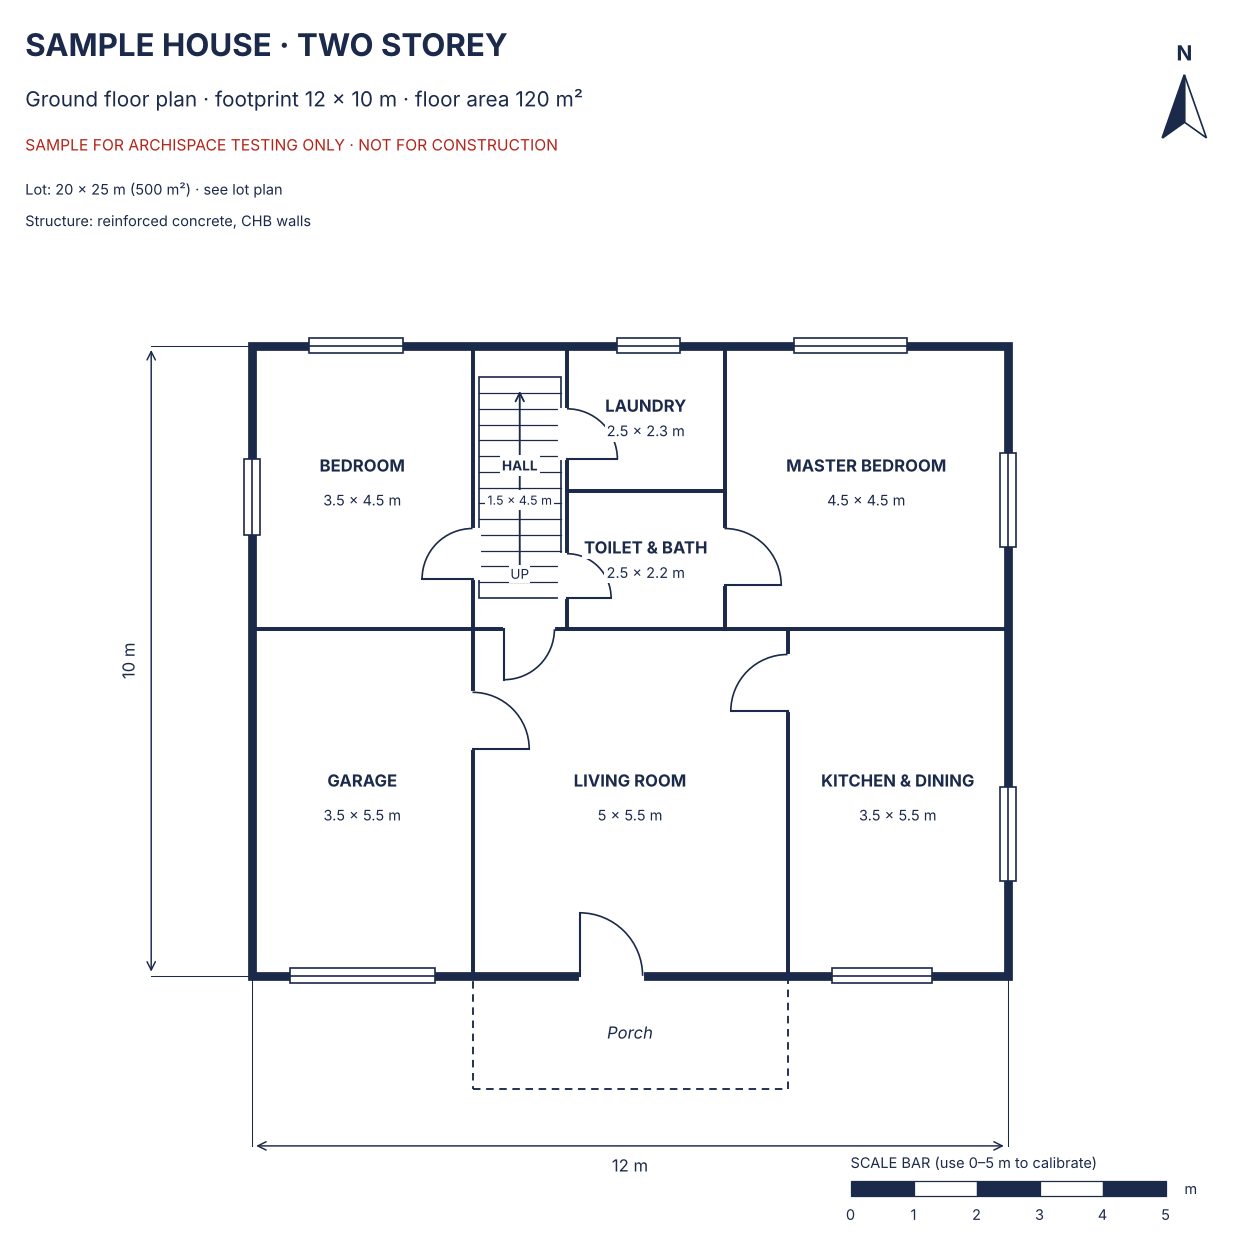 SAMPLE HOUSE · TWO STOREY
N
Ground floor plan · footprint 12 × 10 m · floor area 120 m²
SAMPLE FOR ARCHISPACE TESTING ONLY · NOT FOR CONSTRUCTION
Lot: 20 × 25 m (500 m²) · see lot plan
Structure: reinforced concrete, CHB walls
LAUNDRY
2.5 × 2.3 m
BEDROOM
3.5 × 4.5 m
HALL
1.5 × 4.5 m
UP
MASTER BEDROOM
4.5 × 4.5 m
TOILET & BATH
2.5 × 2.2 m
10 m
GARAGE
3.5 × 5.5 m
LIVING ROOM
5 × 5.5 m
KITCHEN & DINING
3.5 × 5.5 m
Porch
12 m
SCALE BAR (use 0–5 m to calibrate)
m
0 1 2 3 4 5